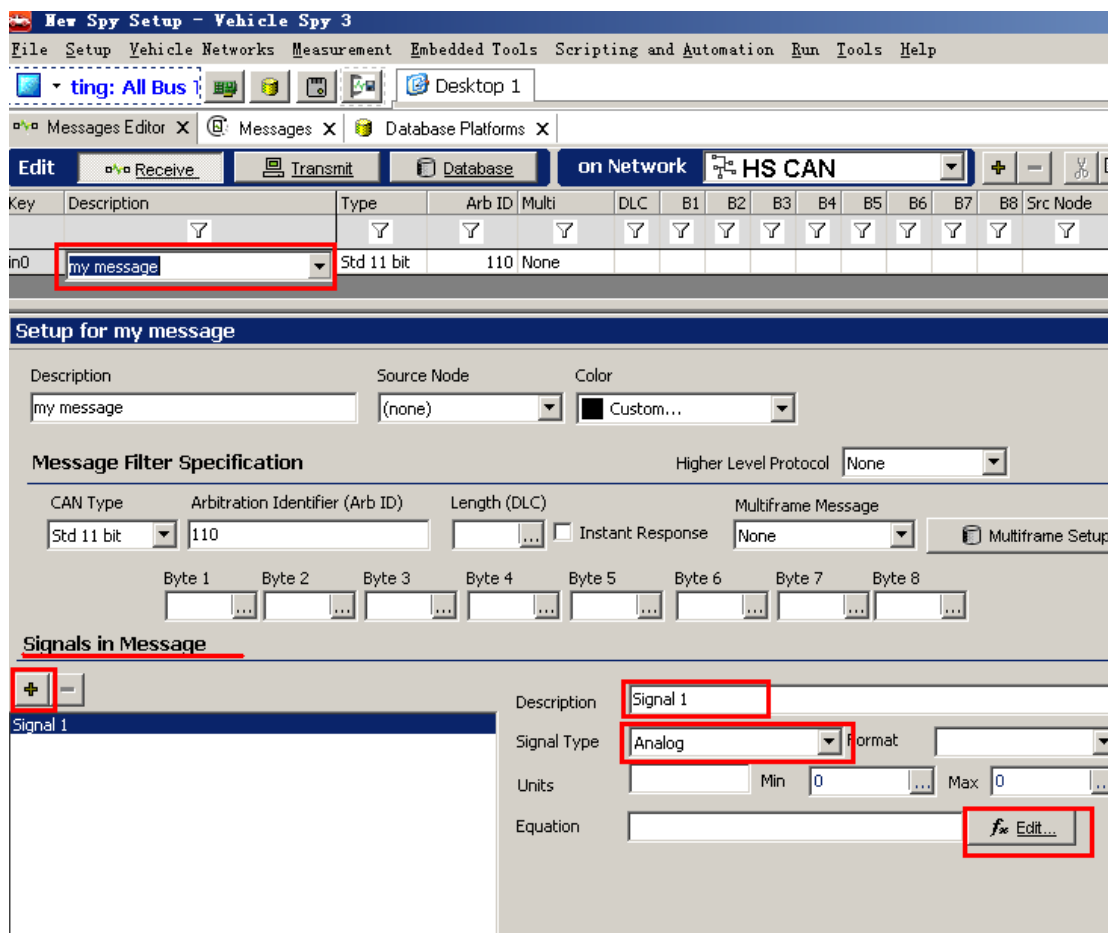 New Spy Setup - Vehicle Spy 3
File Setup Vehicle Networks Measurement Embedded Tools Scripting and Automation Run Tools Help
ting: All Bus Desktop 1
Messages Editor X Messages X Database Platforms X
Edit Receive Transmit Database on Network HS CAN
Key Description Type Arb ID Multi DLC B1 B2 B3 B4 B5 B6 B7 B8 Src Node
in0 my message Std 11 bit 110 None
Setup for my message
Description Source Node Color
my message (none) Custom...
Message Filter Specification Higher Level Protocol None
CAN Type Arbitration Identifier (Arb ID) Length (DLC) Multiframe Message
Std 11 bit 110 ... Instant Response None Multiframe Setup
Byte 1 Byte 2 Byte 3 Byte 4 Byte 5 Byte 6 Byte 7 Byte 8
... ... ... ... ... ... ... ...
Signals in Message
+ -
Description Signal 1
Signal 1
Signal Type Analog Format
Units Min 0 ... Max 0 ...
Equation fx Edit...